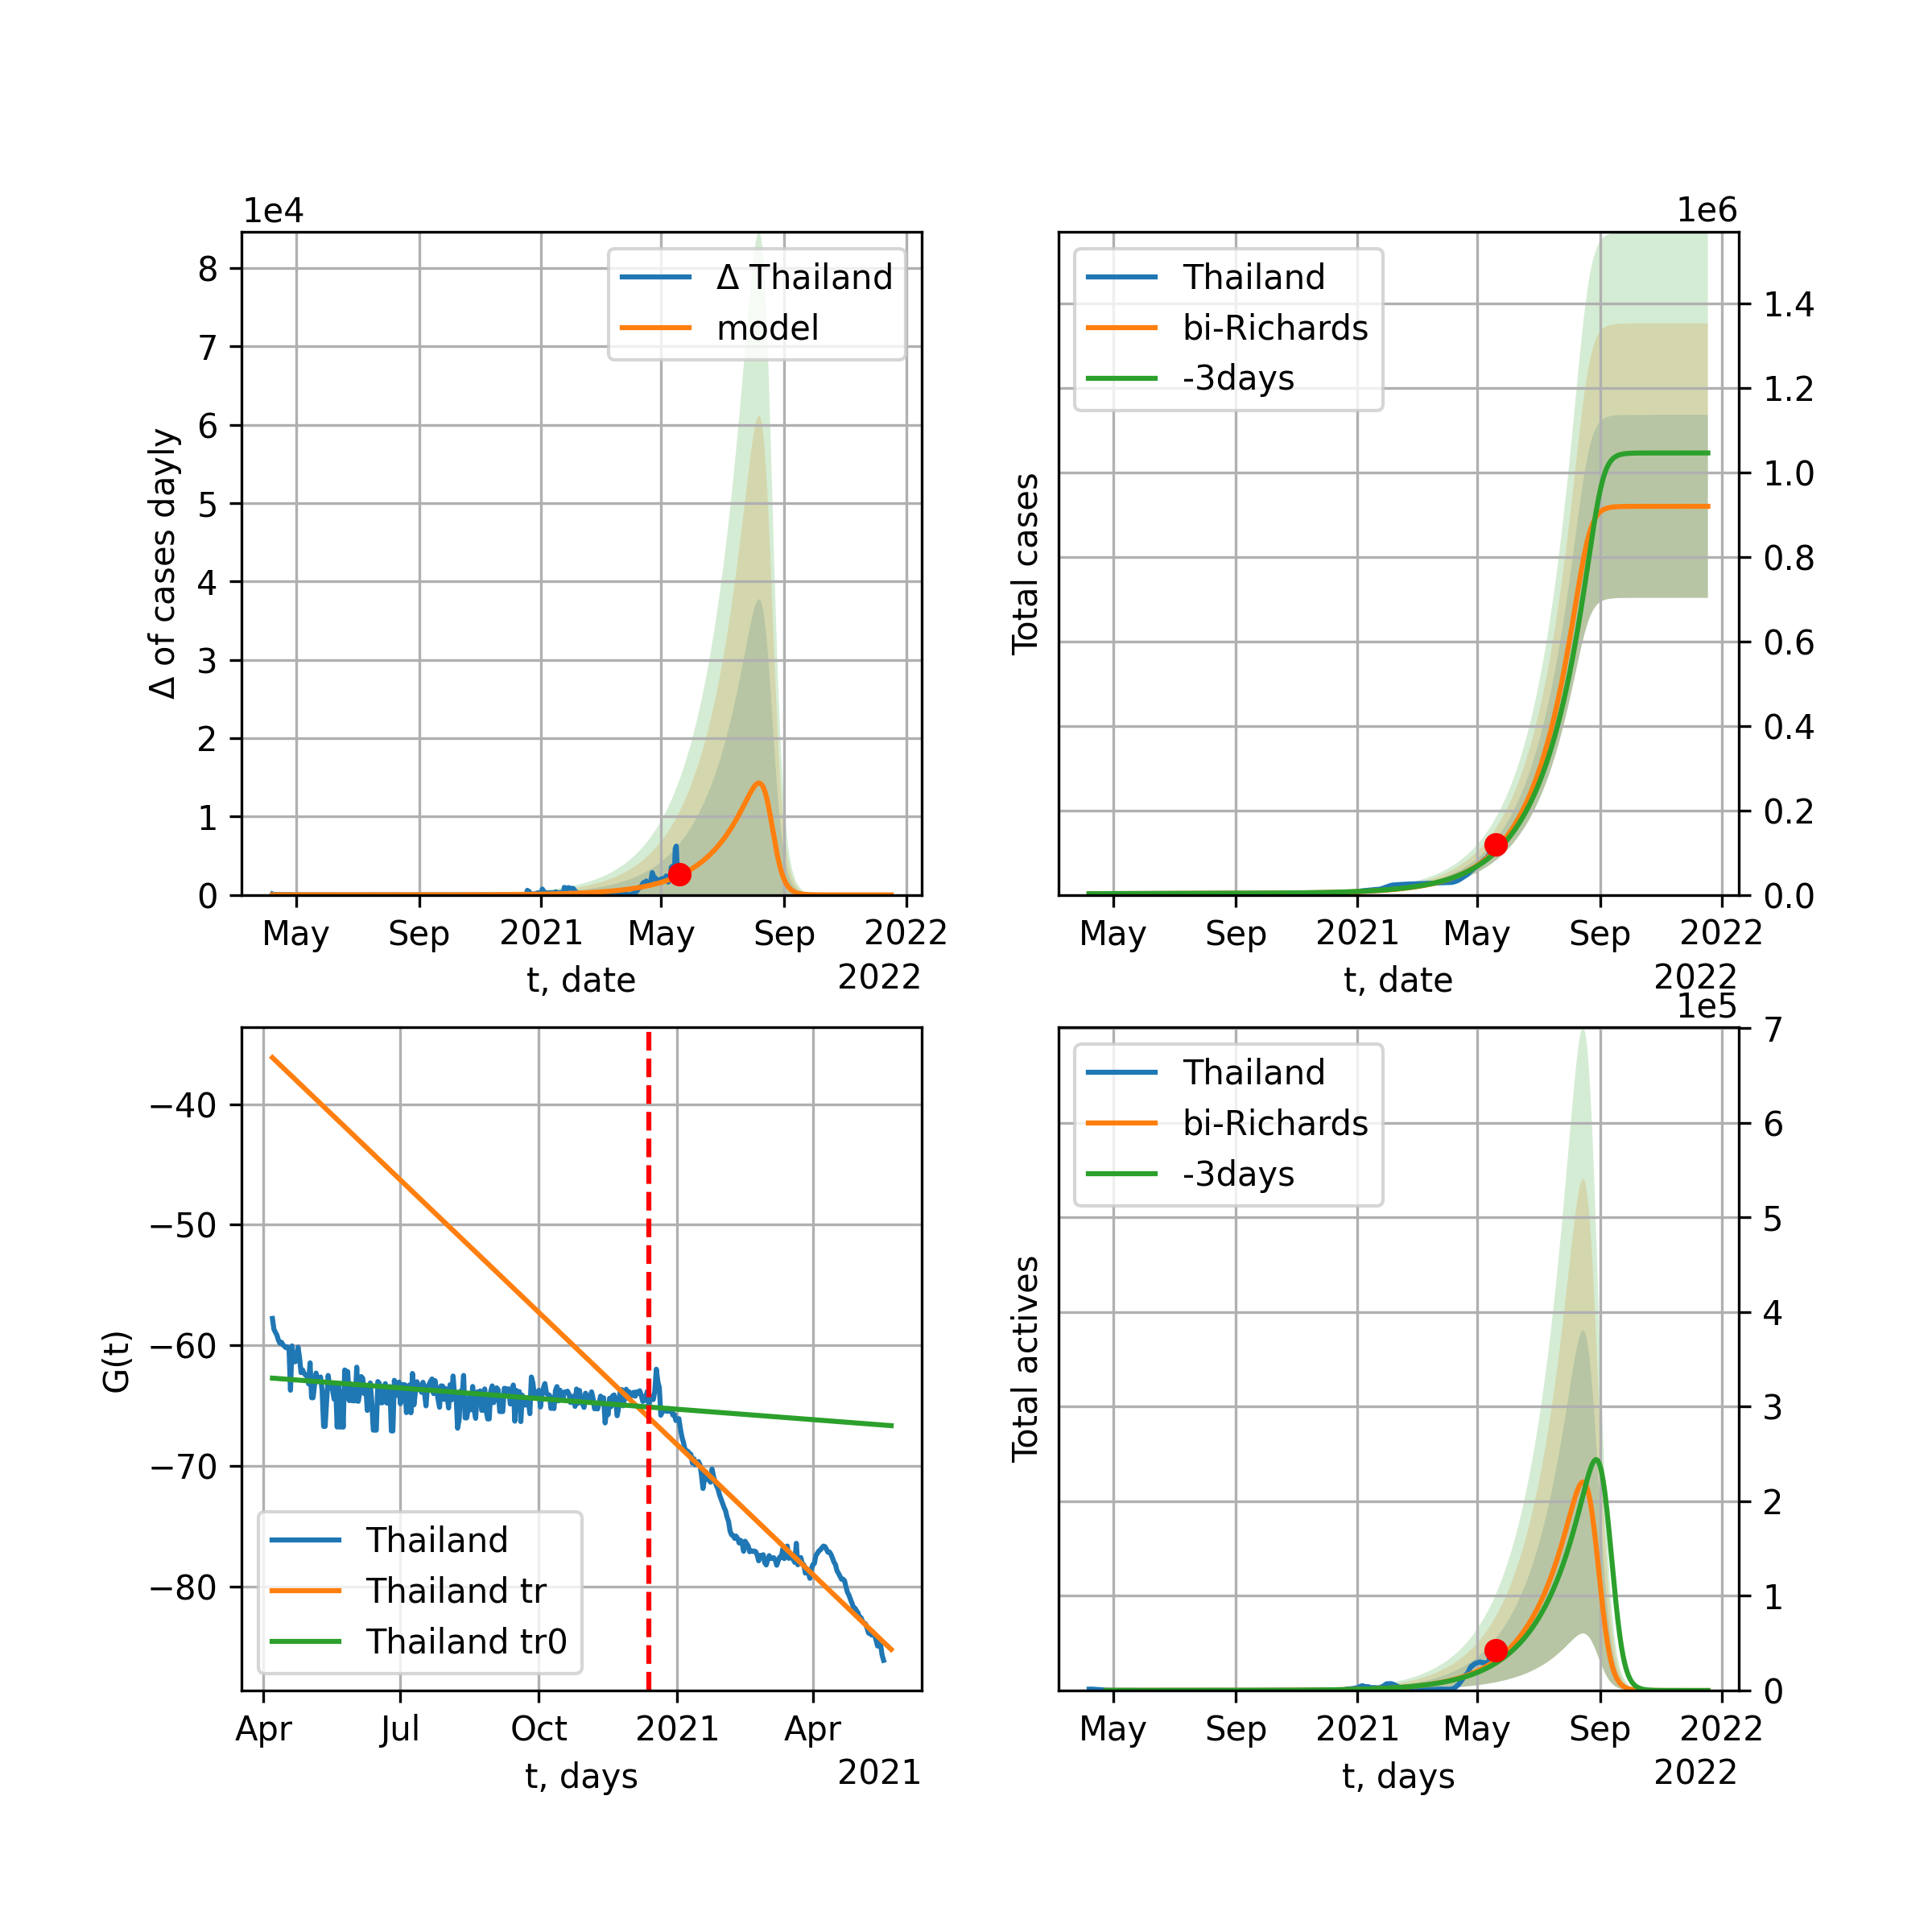 1e4
Δ of cases dayly
8
7
6
5
4
3
2
1
0
Δ Thailand
model
May Sep 2021 May Sep 2022
t, date
2022
1e6
Total cases
Thailand
bi-Richards
-3days
1.4
1.2
1.0
0.8
0.6
0.4
0.2
0.0
May Sep 2021 May Sep 2022
t, date
2022
G(t)
−40
−50
−60
−70
−80
Thailand
Thailand tr
Thailand tr0
Apr Jul Oct 2021 Apr
t, days
2021
1e5
Total actives
Thailand
bi-Richards
-3days
7
6
5
4
3
2
1
0
May Sep 2021 May Sep 2022
t, days
2022